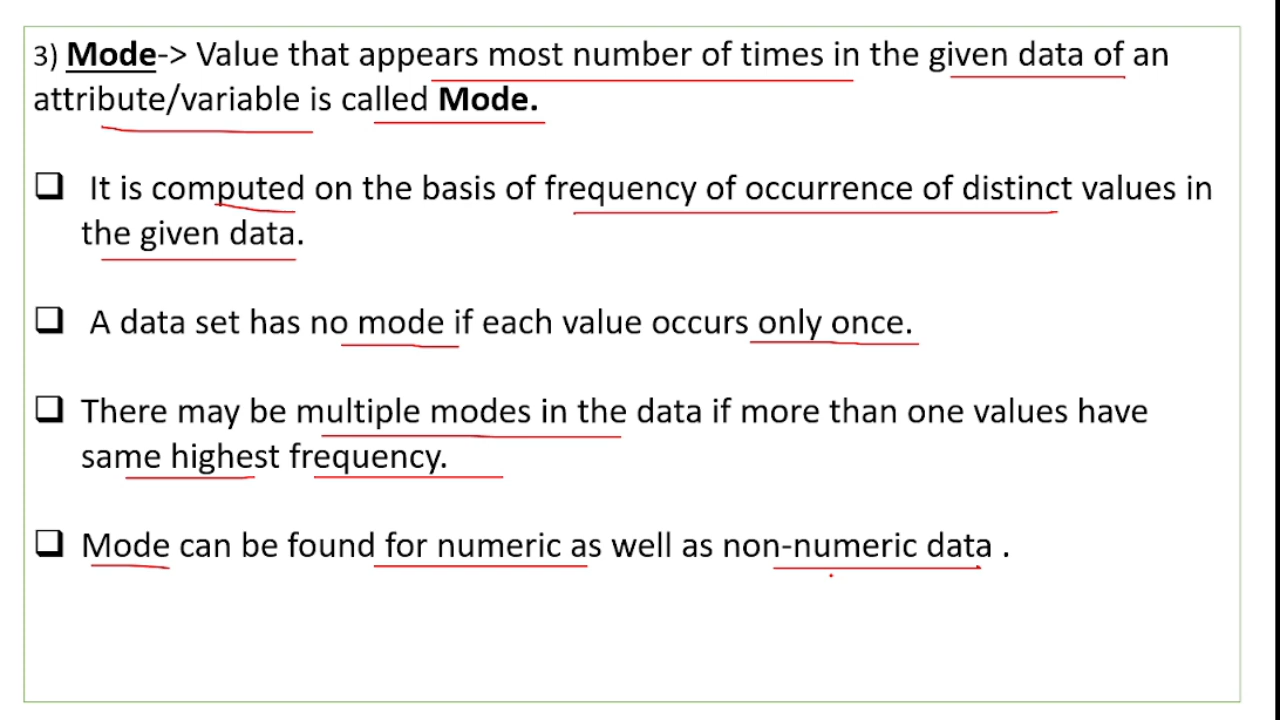 3) Mode-> Value that appears most number of times in the given data of an
attribute/variable is called Mode.
❑ It is computed on the basis of frequency of occurrence of distinct values in
the given data.
❑ A data set has no mode if each value occurs only once.
❑ There may be multiple modes in the data if more than one values have
same highest frequency.
❑ Mode can be found for numeric as well as non-numeric data .